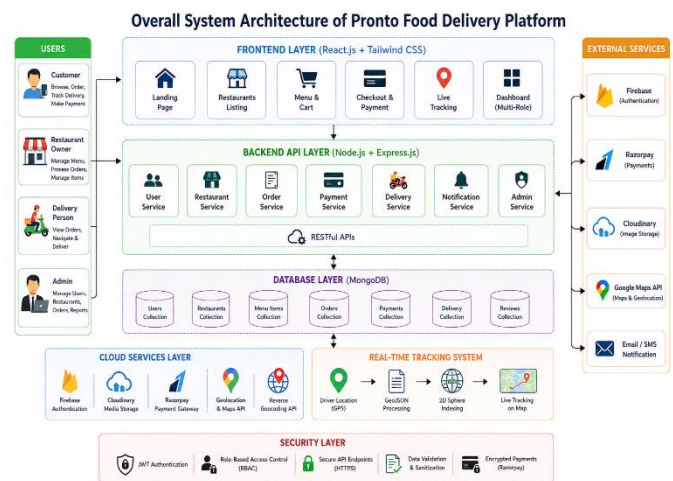 Overall System Architecture of Pronto Food Delivery Platform
USERS
Customer
Browse, Order,
Track Delivery,
Make Payment
Restaurant
Owner
Manage Menu,
Process Orders,
Manage Items
Delivery
Person
View Orders,
Navigate &
Deliver
Admin
Manage Users,
Restaurants,
Orders, Reports
FRONTEND LAYER (React.js + Tailwind CSS)
Landing
Page
Restaurants
Listing
Menu &
Cart
Checkout &
Payment
Live
Tracking
Dashboard
(Multi-Role)
BACKEND API LAYER (Node.js + Express.js)
User
Service
Restaurant
Service
Order
Service
Payment
Service
Delivery
Service
Notification
Service
Admin
Service
RESTful APIs
DATABASE LAYER (MongoDB)
Users
Collection
Restaurants
Collection
Menu Items
Collection
Orders
Collection
Payments
Collection
Delivery
Collection
Reviews
Collection
CLOUD SERVICES LAYER
Firebase
Authentication
Cloudinary
Media Storage
Razorpay
Payment Gateway
Geolocation
& Maps API
Reverse
Geocoding API
REAL-TIME TRACKING SYSTEM
Driver Location
(GPS)
GeoJSON
Processing
2D Sphere
Indexing
Live Tracking
on Map
SECURITY LAYER
JWT Authentication
Role-Based Access Control
(RBAC)
Secure API Endpoints
(HTTPS)
Data Validation
& Sanitization
Encrypted Payments
(Razorpay)
EXTERNAL SERVICES
Firebase
(Authentication)
Razorpay
(Payments)
Cloudinary
(Image Storage)
Google Maps API
(Maps & Geolocation)
Email / SMS
Notification